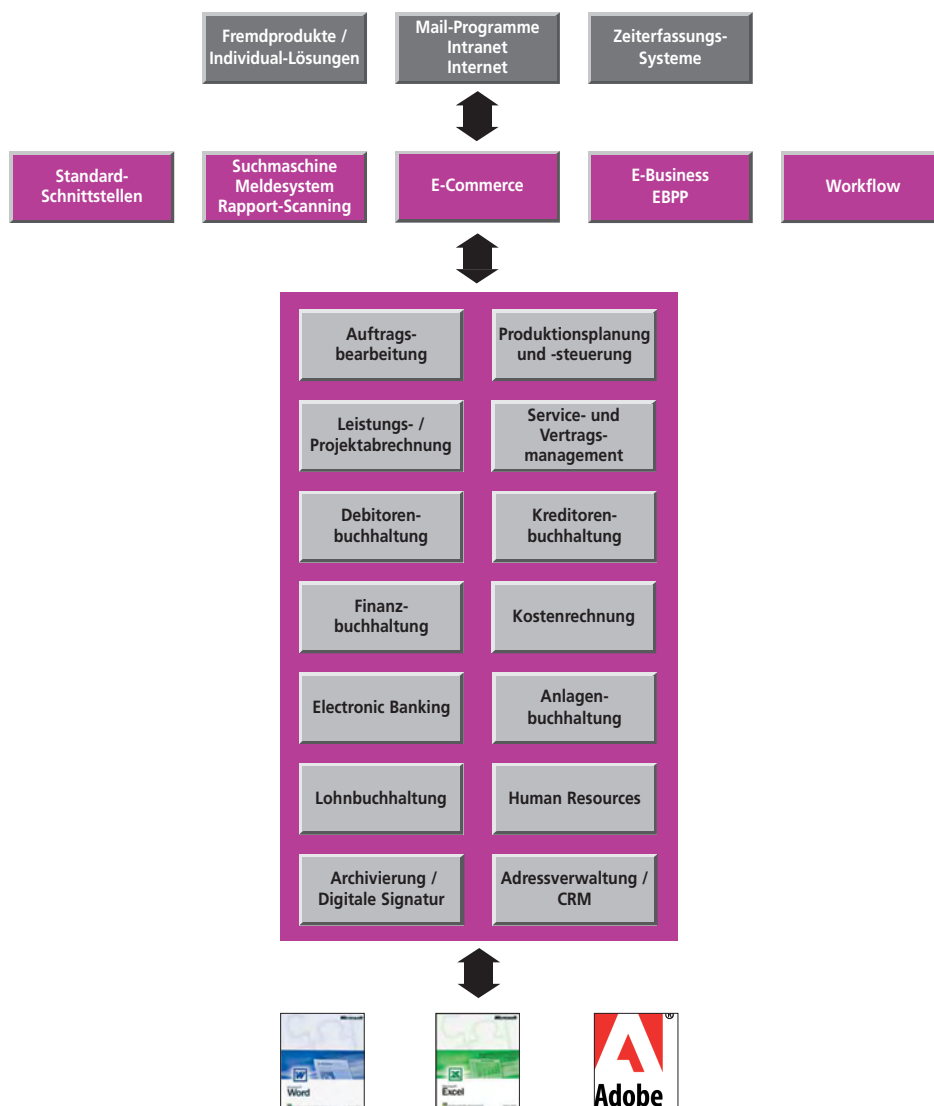 Fremdprodukte /
Individual-Lösungen
Mail-Programme
Intranet
Internet
Zeiterfassungs-
Systeme
Standard-
Schnittstellen
Suchmaschine
Meldesystem
Rapport-Scanning
E-Commerce
E-Business
EBPP
Workflow
Auftrags-
bearbeitung
Produktionsplanung
und -steuerung
Leistungs- /
Projektabrechnung
Service- und
Vertrags-
management
Debitoren-
buchhaltung
Kreditoren-
buchhaltung
Finanz-
buchhaltung
Kostenrechnung
Electronic Banking
Anlagen-
buchhaltung
Lohnbuchhaltung
Human Resources
Archivierung /
Digitale Signatur
Adressverwaltung /
CRM
Microsoft
W
Word
Microsoft
X
Excel
®
Adobe